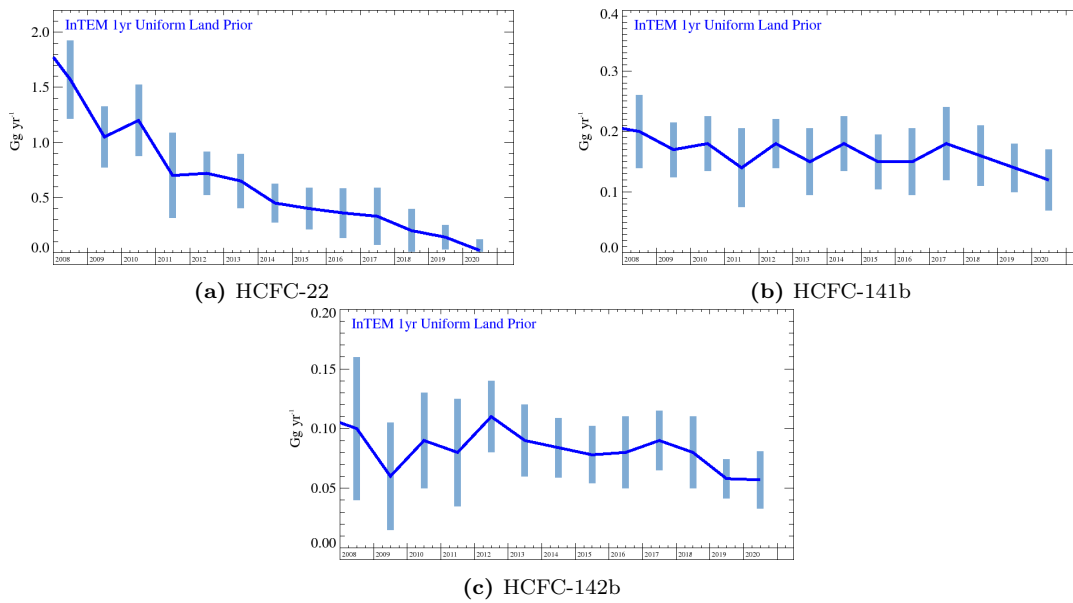 InTEM 1yr Uniform Land Prior
2.0
1.5
1.0
0.5
0.0
Gg yr⁻¹
2008 2009 2010 2011 2012 2013 2014 2015 2016 2017 2018 2019 2020
(a) HCFC-22
InTEM 1yr Uniform Land Prior
0.4
0.3
0.2
0.1
0.0
Gg yr⁻¹
2008 2009 2010 2011 2012 2013 2014 2015 2016 2017 2018 2019 2020
(b) HCFC-141b
InTEM 1yr Uniform Land Prior
0.20
0.15
0.10
0.05
0.00
Gg yr⁻¹
2008 2009 2010 2011 2012 2013 2014 2015 2016 2017 2018 2019 2020
(c) HCFC-142b